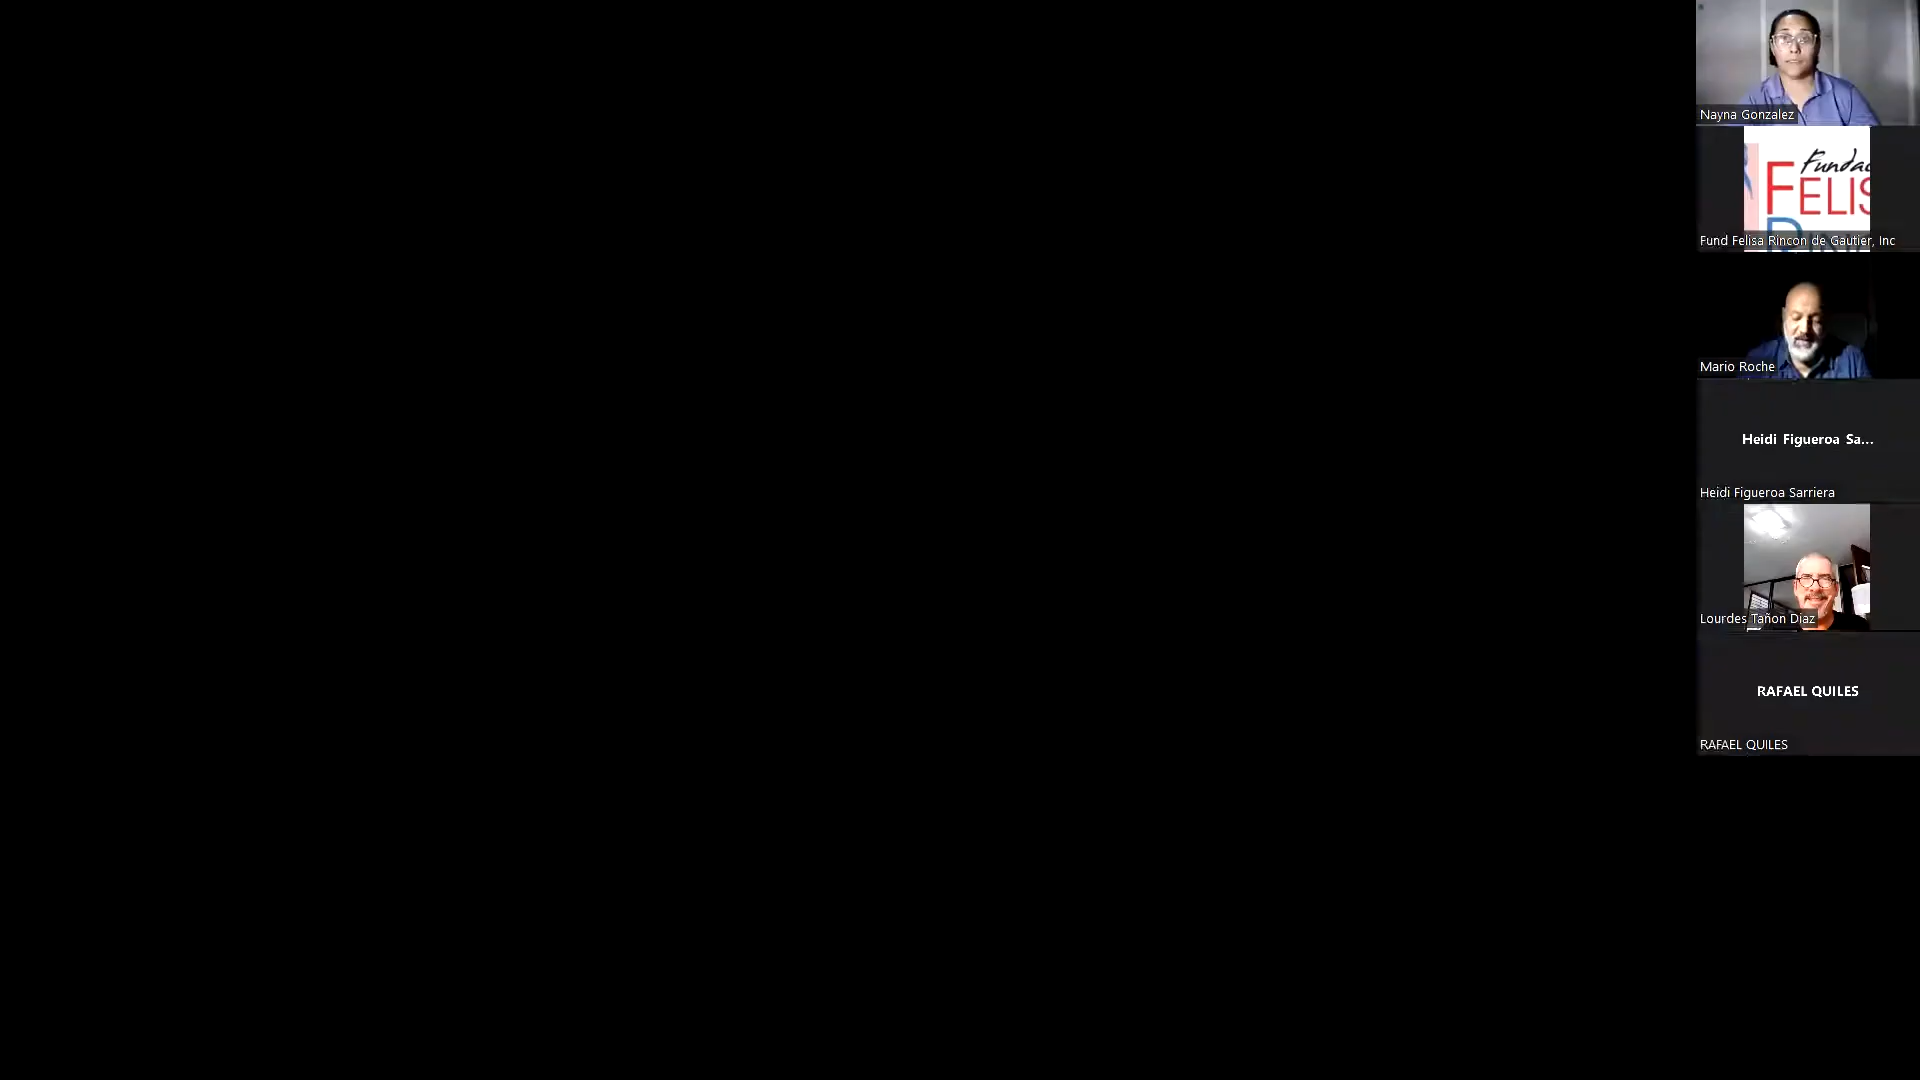 Nayna Gonzalez
Fundac
FELIS
Fund Felisa Rincon de Gautier, Inc
Mario Roche
Heidi Figueroa Sa...
Heidi Figueroa Sarriera
Lourdes Tañon Diaz
RAFAEL QUILES
RAFAEL QUILES